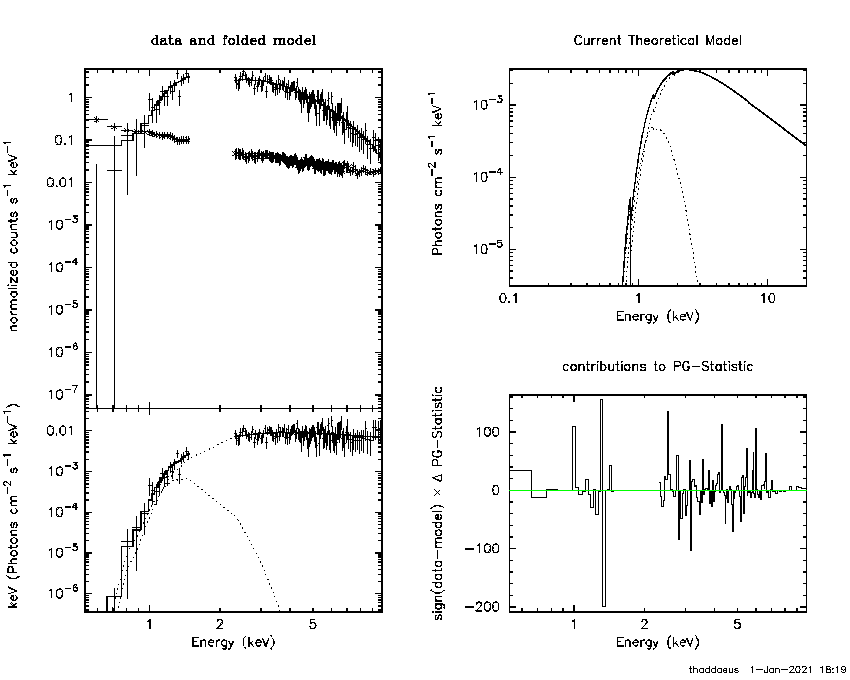 data and folded model
normalized counts s⁻¹ keV⁻¹
1
0.1
0.01
10⁻³
10⁻⁴
10⁻⁵
10⁻⁶
10⁻⁷
keV (Photons cm⁻² s⁻¹ keV⁻¹)
0.01
10⁻³
10⁻⁴
10⁻⁵
10⁻⁶
1 2 5
Energy (keV)
Current Theoretical Model
Photons cm⁻² s⁻¹ keV⁻¹
10⁻³
10⁻⁴
10⁻⁵
0.1 1 10
Energy (keV)
contributions to PG-Statistic
sign(data-model) × Δ PG-Statistic
100
0
-100
-200
1 2 5
Energy (keV)
thaddaeus 1-Jan-2021 18:19